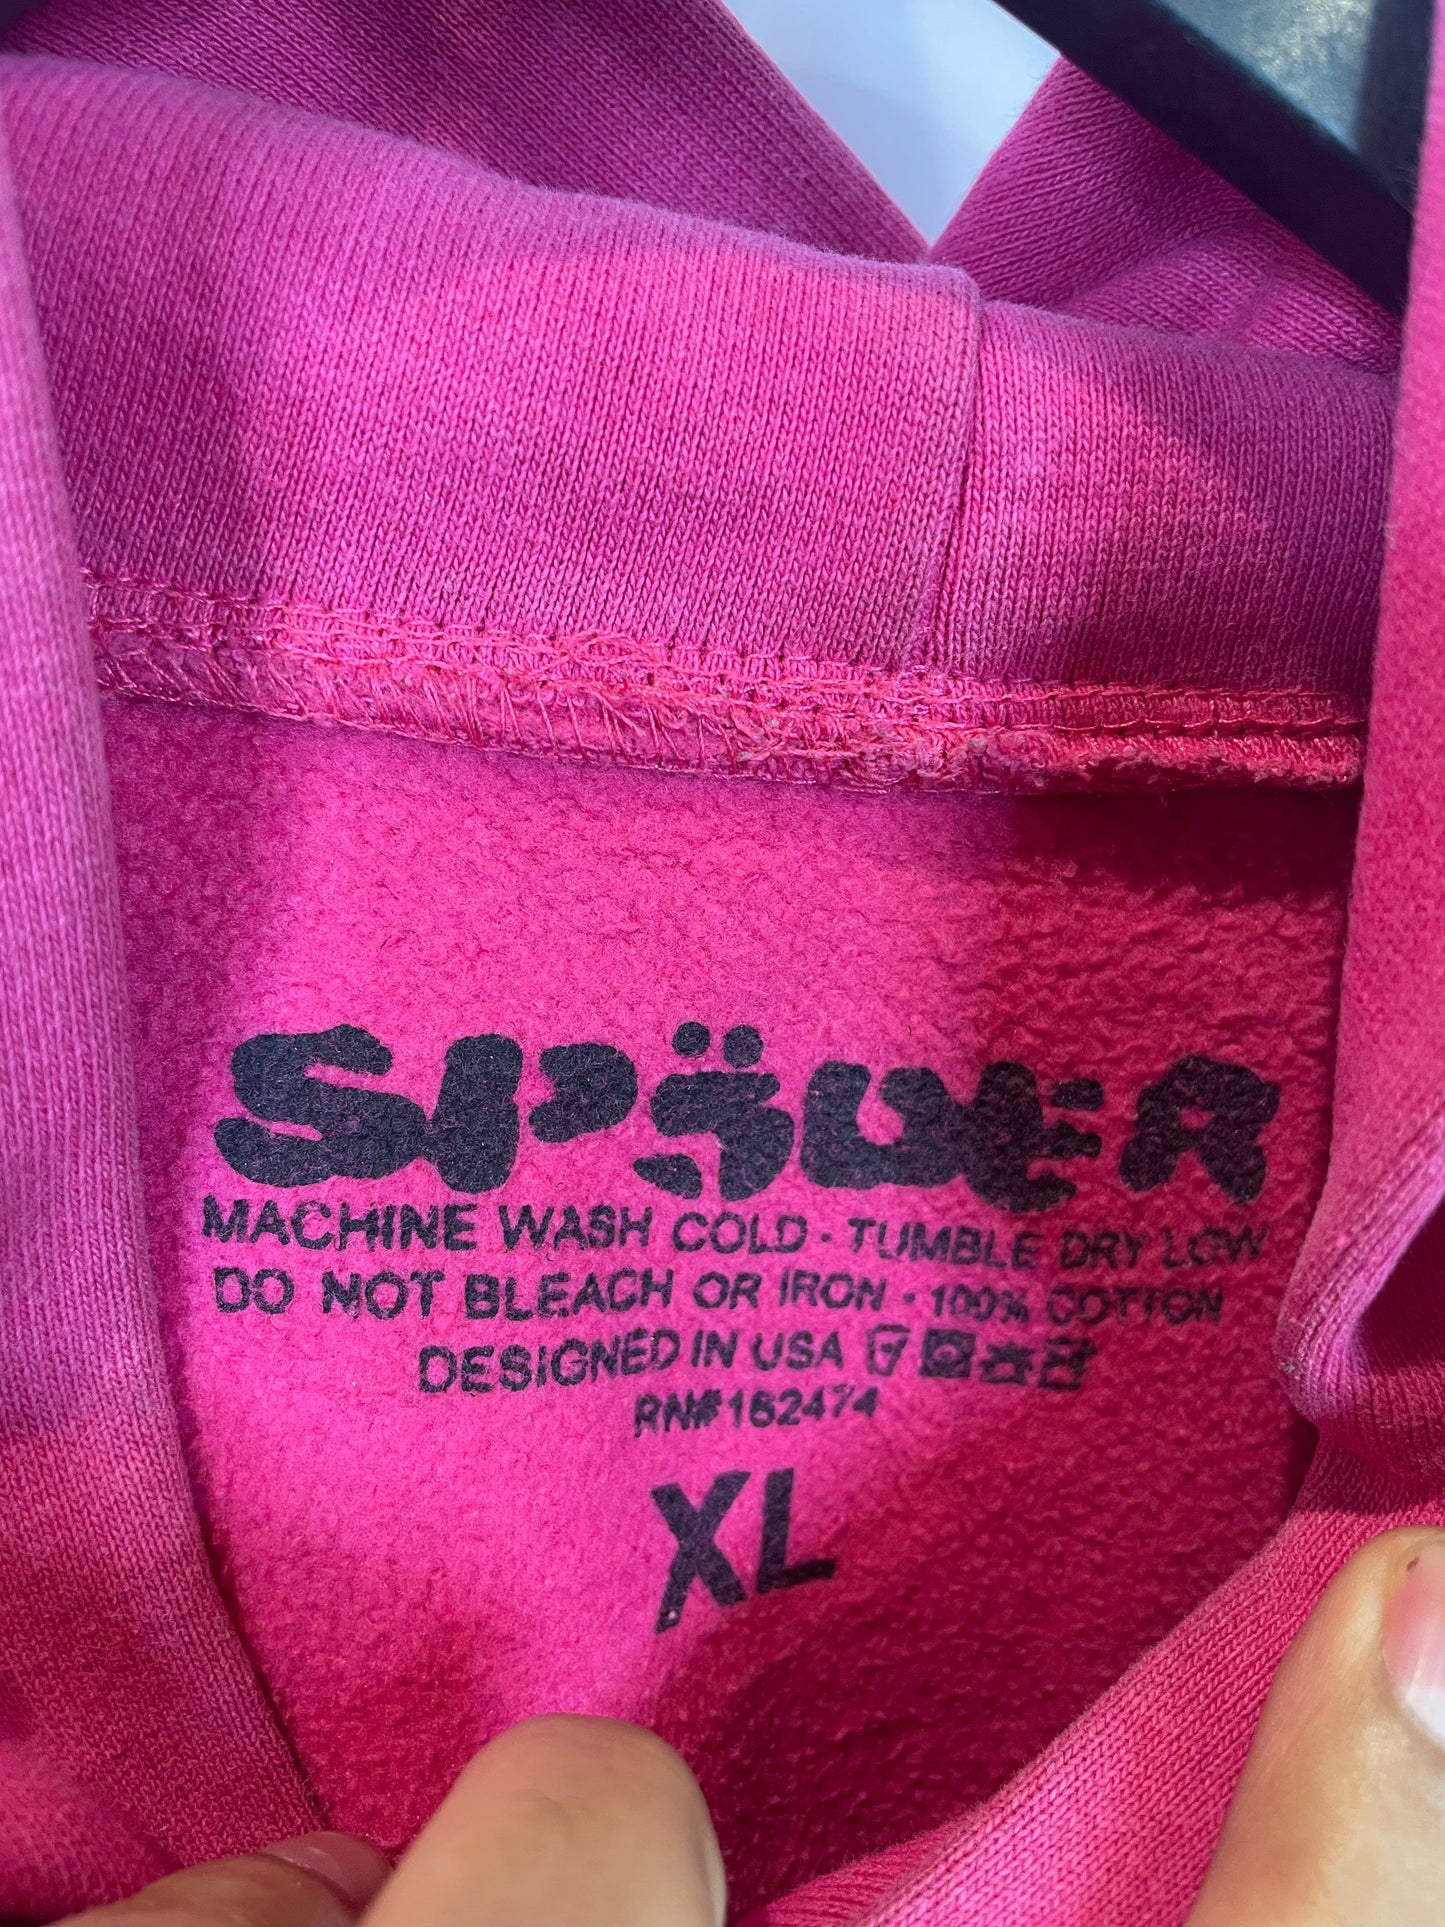 SPÏDER
MACHINE WASH COLD · TUMBLE DRY LOW
DO NOT BLEACH OR IRON · 100% COTTON
DESIGNED IN USA
RN#162474
XL